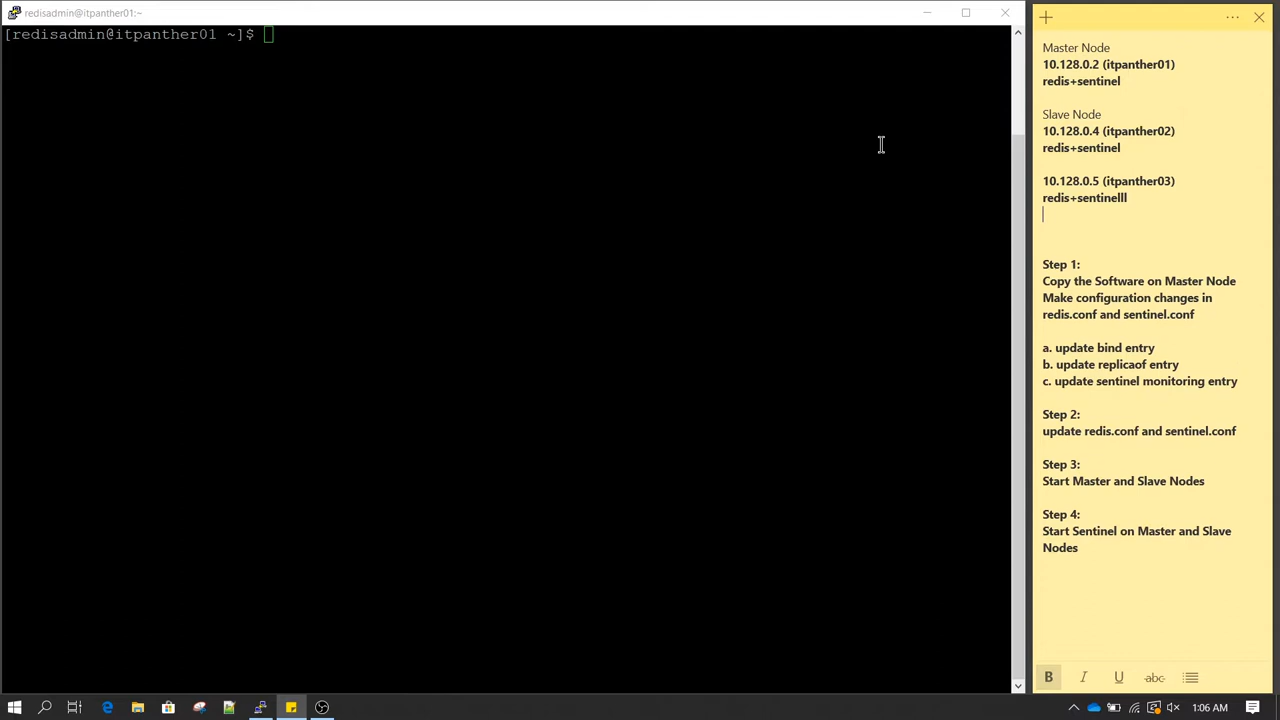 redisadmin@itpanther01:~
[redisadmin@itpanther01 ~]$
Master Node
10.128.0.2 (itpanther01)
redis+sentinel
Slave Node
10.128.0.4 (itpanther02)
redis+sentinel
10.128.0.5 (itpanther03)
redis+sentinelll
Step 1:
Copy the Software on Master Node
Make configuration changes in
redis.conf and sentinel.conf
a. update bind entry
b. update replicaof entry
c. update sentinel monitoring entry
Step 2:
update redis.conf and sentinel.conf
Step 3:
Start Master and Slave Nodes
Step 4:
Start Sentinel on Master and Slave
Nodes
B I U abc
1:06 AM